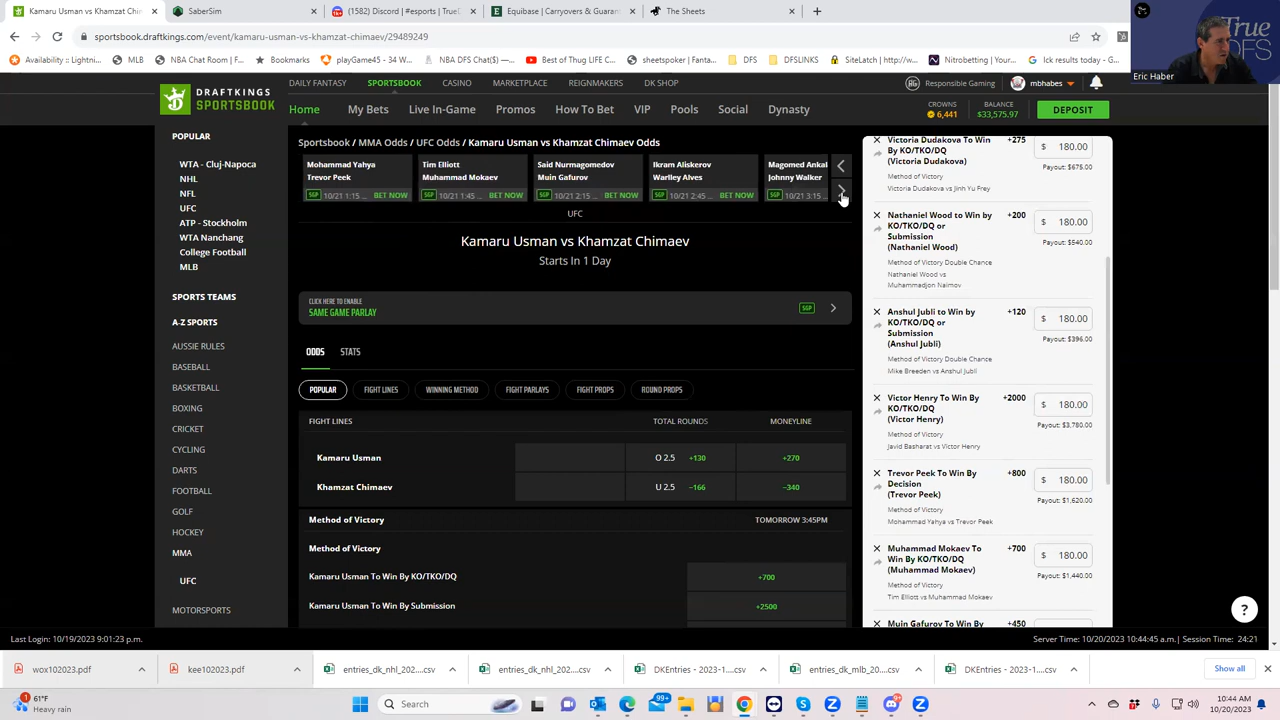 Kamaru Usman vs Khamzat Chima
SaberSim
(1582) Discord | #esports | TrueD
Equibase | Carryovers & Guaran
The Sheets
sportsbook.draftkings.com/event/kamaru-usman-vs-khamzat-chimaev/29489249
Availability :: Lightnin
MLB
NBA Chat Room (
Bookmarks
playGame45 - 34 W
NBA DFS Chat($) —
Best of Thug LIFE C
sheetspoker | Fanta
DFS
DFSLINKS
SiteLatch | http://w
Nitrobetting | Your
lck results today - G
True
DFS
Eric Haber
DAILY FANTASY
SPORTSBOOK
CASINO
MARKETPLACE
REIGNMAKERS
DK SHOP
Responsible Gaming
mbhabes
DRAFTKINGS
SPORTSBOOK
Home
My Bets
Live In-Game
Promos
How To Bet
VIP
Pools
Social
Dynasty
CROWNS
6,441
BALANCE
$33,575.97
DEPOSIT
POPULAR
WTA - Cluj-Napoca
NHL
NFL
UFC
ATP - Stockholm
WTA Nanchang
College Football
MLB
SPORTS TEAMS
A-Z SPORTS
AUSSIE RULES
BASEBALL
BASKETBALL
BOXING
CRICKET
CYCLING
DARTS
FOOTBALL
GOLF
HOCKEY
MMA
UFC
MOTORSPORTS
Sportsbook / MMA Odds / UFC Odds / Kamaru Usman vs Khamzat Chimaev Odds
Mohammad Yahya
Trevor Peek
SGP 10/21 1:15 ... BET NOW
Tim Elliott
Muhammad Mokaev
SGP 10/21 1:45 ... BET NOW
Said Nurmagomedov
Muin Gafurov
SGP 10/21 2:15 ... BET NOW
Ikram Aliskerov
Warlley Alves
SGP 10/21 2:45 ... BET NOW
Magomed Ankal
Johnny Walker
SGP 10/21 3:15 ...
UFC
Kamaru Usman vs Khamzat Chimaev
Starts In 1 Day
CLICK HERE TO ENABLE
SAME GAME PARLAY
SGP
ODDS
STATS
POPULAR
FIGHT LINES
WINNING METHOD
FIGHT PARLAYS
FIGHT PROPS
ROUND PROPS
FIGHT LINES
TOTAL ROUNDS
MONEYLINE
Kamaru Usman
O 2.5 +130
+270
Khamzat Chimaev
U 2.5 −166
−340
Method of Victory
TOMORROW 3:45PM
Method of Victory
Kamaru Usman To Win By KO/TKO/DQ
+700
Kamaru Usman To Win By Submission
+2500
Victoria Dudakova To Win
By KO/TKO/DQ
(Victoria Dudakova)
+275
$ 180.00
Payout: $675.00
Method of Victory
Victoria Dudakova vs Jinh Yu Frey
Nathaniel Wood to Win by
KO/TKO/DQ or
Submission
(Nathaniel Wood)
+200
$ 180.00
Payout: $540.00
Method of Victory Double Chance
Nathaniel Wood vs
Muhammadjon Naimov
Anshul Jubli to Win by
KO/TKO/DQ or
Submission
(Anshul Jubli)
+120
$ 180.00
Payout: $396.00
Method of Victory Double Chance
Mike Breeden vs Anshul Jubli
Victor Henry To Win By
KO/TKO/DQ
(Victor Henry)
+2000
$ 180.00
Payout: $3,780.00
Method of Victory
Javid Basharat vs Victor Henry
Trevor Peek To Win By
Decision
(Trevor Peek)
+800
$ 180.00
Payout: $1,620.00
Method of Victory
Mohammad Yahya vs Trevor Peek
Muhammad Mokaev To
Win By KO/TKO/DQ
(Muhammad Mokaev)
+700
$ 180.00
Payout: $1,440.00
Method of Victory
Tim Elliott vs Muhammad Mokaev
Muin Gafurov To Win By
+450
?
Last Login: 10/19/2023 9:01:23 p.m.
Server Time: 10/20/2023 10:44:45 a.m.| Session Time: 24:21
wox102023.pdf
kee102023.pdf
entries_dk_nhl_202....csv
entries_dk_nhl_202....csv
DKEntries - 2023-1....csv
entries_dk_mlb_20....csv
DKEntries - 2023-1....csv
Show all
61°F
Heavy rain
Search
99+
10:44 AM
10/20/2023